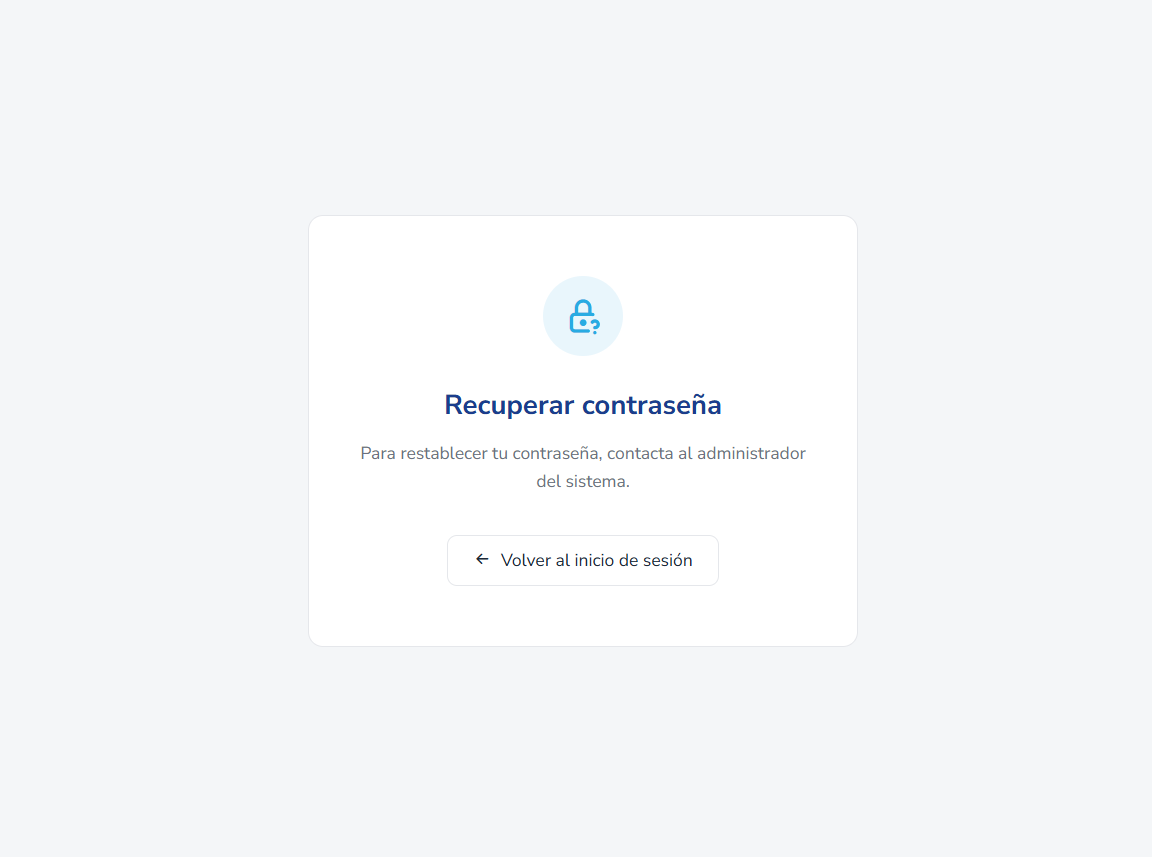 Recuperar contraseña
Para restablecer tu contraseña, contacta al administrador
del sistema.
← Volver al inicio de sesión